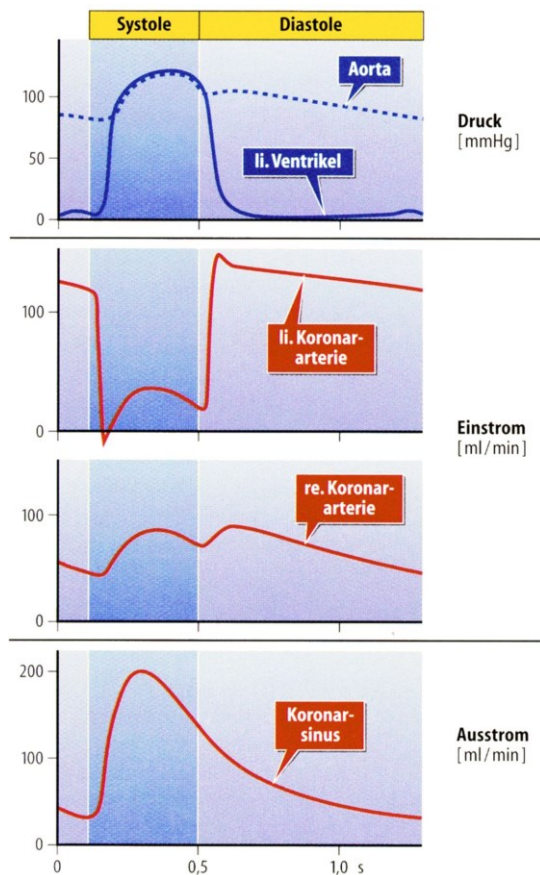 Systole
Diastole
Aorta
100
50
0
li. Ventrikel
Druck
[mmHg]
100
0
li. Koronar-
arterie
Einstrom
[ml/min]
re. Koronar-
arterie
100
0
200
100
0
Koronar-
sinus
Ausstrom
[ml/min]
0
0,5
1,0 s